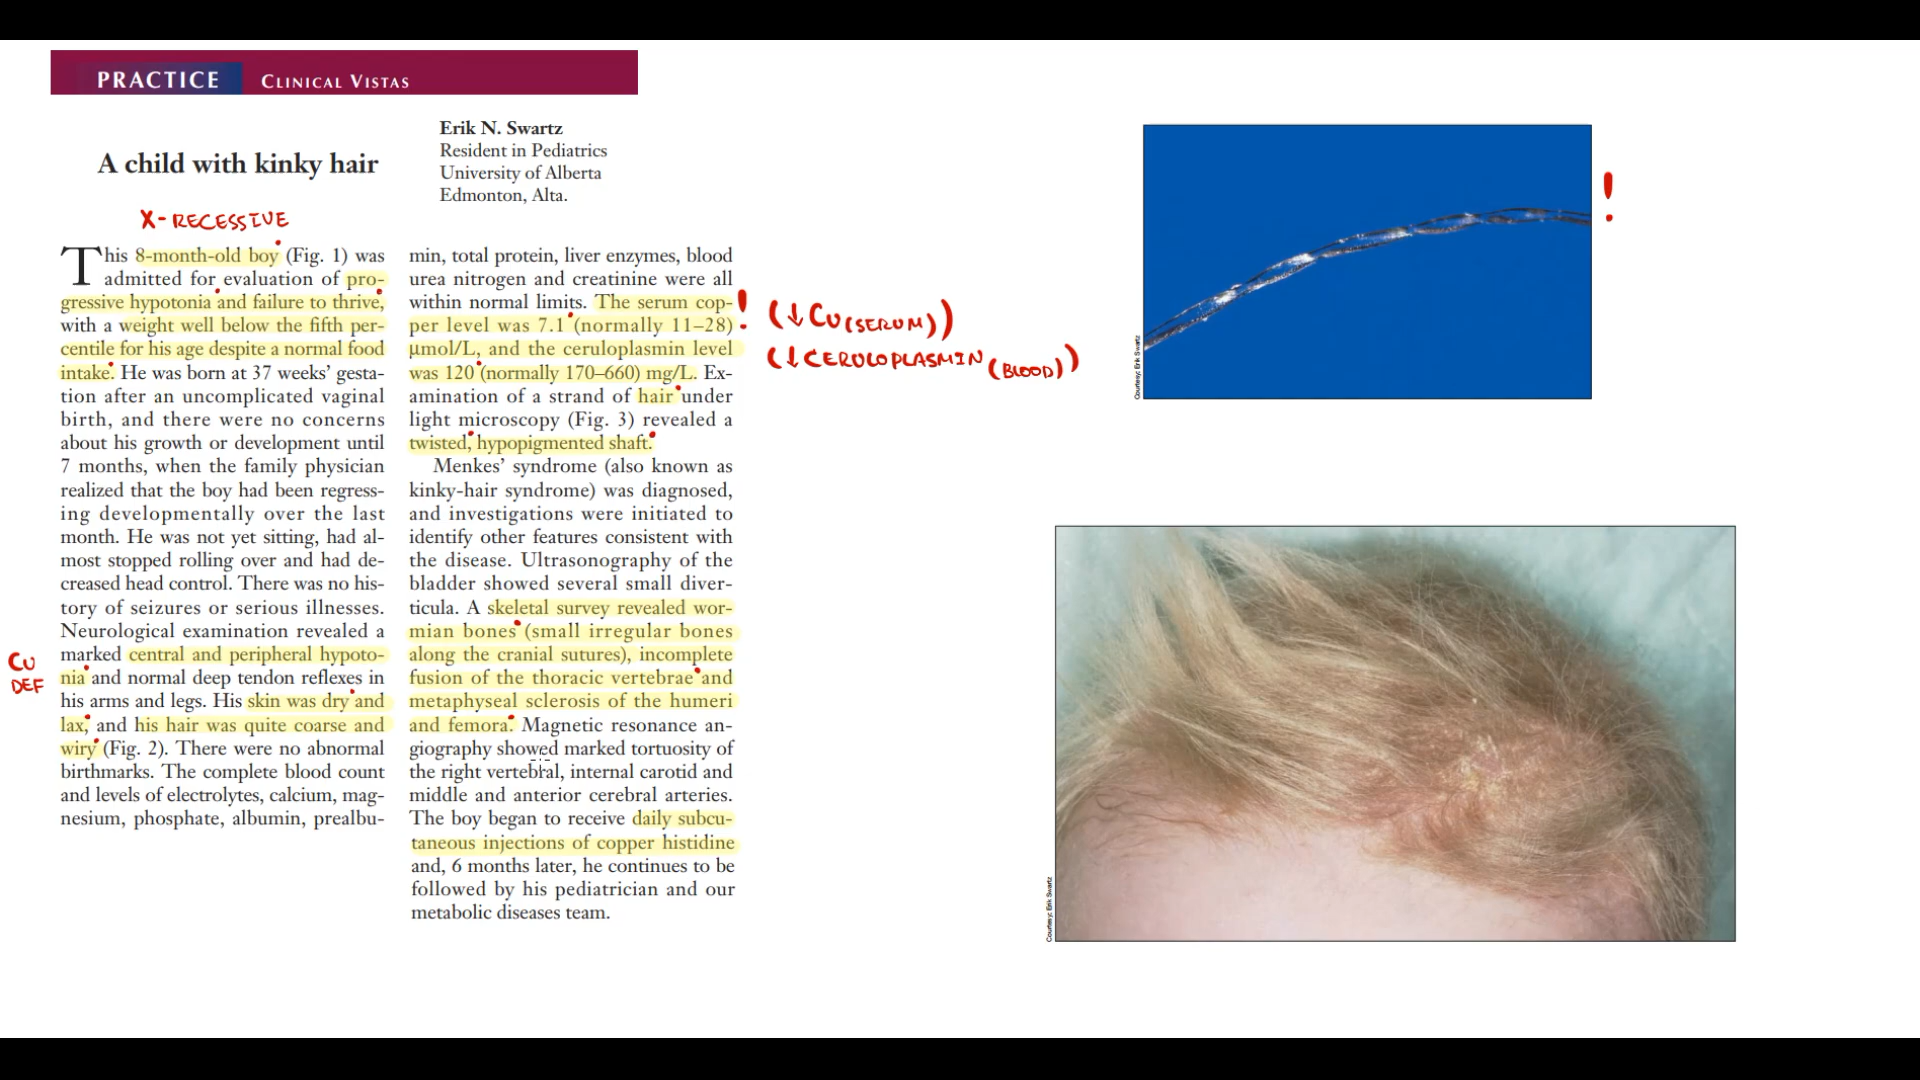 PRACTICE CLINICAL VISTAS
A child with kinky hair
Erik N. Swartz
Resident in Pediatrics
University of Alberta
Edmonton, Alta.
X-RECESSIVE
This 8-month-old boy (Fig. 1) was
admitted for evaluation of pro-
gressive hypotonia and failure to thrive,
with a weight well below the fifth per-
centile for his age despite a normal food
intake. He was born at 37 weeks' gesta-
tion after an uncomplicated vaginal
birth, and there were no concerns
about his growth or development until
7 months, when the family physician
realized that the boy had been regress-
ing developmentally over the last
month. He was not yet sitting, had al-
most stopped rolling over and had de-
creased head control. There was no his-
tory of seizures or serious illnesses.
Neurological examination revealed a
marked central and peripheral hypoto-
nia and normal deep tendon reflexes in
his arms and legs. His skin was dry and
lax, and his hair was quite coarse and
wiry (Fig. 2). There were no abnormal
birthmarks. The complete blood count
and levels of electrolytes, calcium, mag-
nesium, phosphate, albumin, prealbu-
Cu
DEF
min, total protein, liver enzymes, blood
urea nitrogen and creatinine were all
within normal limits. The serum cop-
per level was 7.1 (normally 11–28)
µmol/L, and the ceruloplasmin level
was 120 (normally 170–660) mg/L. Ex-
amination of a strand of hair under
light microscopy (Fig. 3) revealed a
twisted, hypopigmented shaft.
Menkes' syndrome (also known as
kinky-hair syndrome) was diagnosed,
and investigations were initiated to
identify other features consistent with
the disease. Ultrasonography of the
bladder showed several small diver-
ticula. A skeletal survey revealed wor-
mian bones (small irregular bones
along the cranial sutures), incomplete
fusion of the thoracic vertebrae and
metaphyseal sclerosis of the humeri
and femora. Magnetic resonance an-
giography showed marked tortuosity of
the right vertebral, internal carotid and
middle and anterior cerebral arteries.
The boy began to receive daily subcu-
taneous injections of copper histidine
and, 6 months later, he continues to be
followed by his pediatrician and our
metabolic diseases team.
! (↓Cu (SERUM))
(↓CERULOPLASMIN (BLOOD))
!
Courtesy: Erik Swartz
Courtesy: Erik Swartz